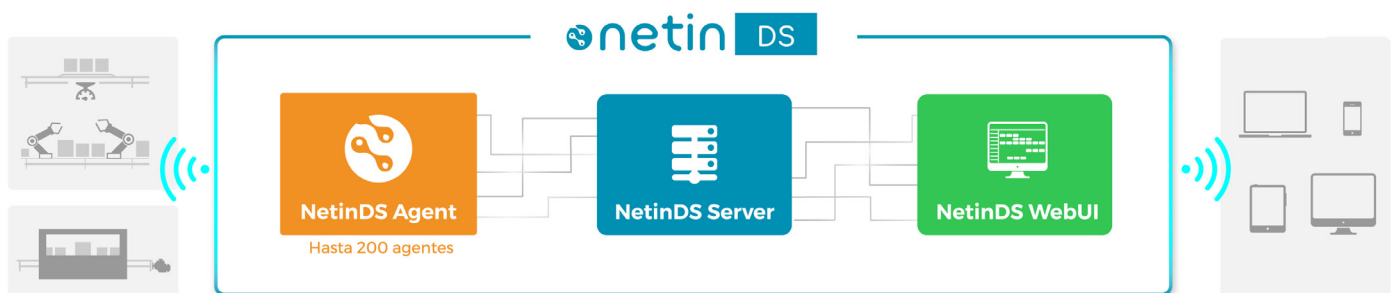 netin DS
NetinDS Agent
NetinDS Server
NetinDS WebUI
Hasta 200 agentes